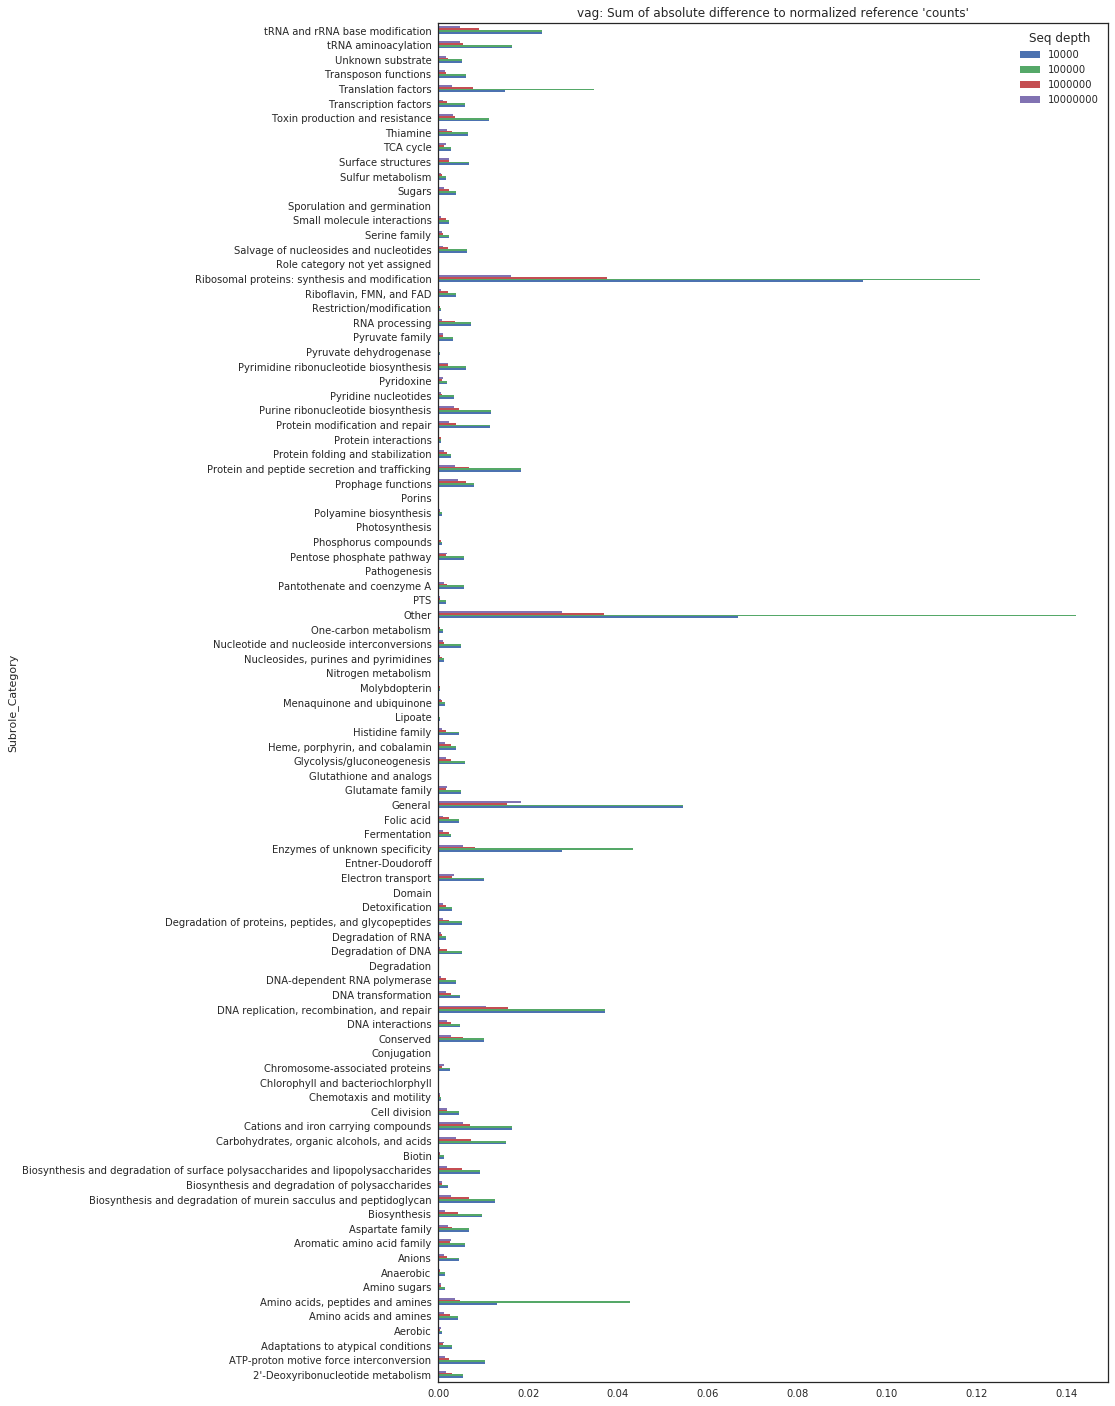 vag: Sum of absolute difference to normalized reference 'counts'
Seq depth
10000
100000
1000000
10000000
tRNA and rRNA base modification
tRNA aminoacylation
Unknown substrate
Transposon functions
Translation factors
Transcription factors
Toxin production and resistance
Thiamine
TCA cycle
Surface structures
Sulfur metabolism
Sugars
Sporulation and germination
Small molecule interactions
Serine family
Salvage of nucleosides and nucleotides
Role category not yet assigned
Ribosomal proteins: synthesis and modification
Riboflavin, FMN, and FAD
Restriction/modification
RNA processing
Pyruvate family
Pyruvate dehydrogenase
Pyrimidine ribonucleotide biosynthesis
Pyridoxine
Pyridine nucleotides
Purine ribonucleotide biosynthesis
Protein modification and repair
Protein interactions
Protein folding and stabilization
Protein and peptide secretion and trafficking
Prophage functions
Porins
Polyamine biosynthesis
Photosynthesis
Phosphorus compounds
Pentose phosphate pathway
Pathogenesis
Pantothenate and coenzyme A
PTS
Other
One-carbon metabolism
Nucleotide and nucleoside interconversions
Nucleosides, purines and pyrimidines
Nitrogen metabolism
Molybdopterin
Menaquinone and ubiquinone
Lipoate
Histidine family
Heme, porphyrin, and cobalamin
Glycolysis/gluconeogenesis
Glutathione and analogs
Glutamate family
General
Folic acid
Fermentation
Enzymes of unknown specificity
Entner-Doudoroff
Electron transport
Domain
Detoxification
Degradation of proteins, peptides, and glycopeptides
Degradation of RNA
Degradation of DNA
Degradation
DNA-dependent RNA polymerase
DNA transformation
DNA replication, recombination, and repair
DNA interactions
Conserved
Conjugation
Chromosome-associated proteins
Chlorophyll and bacteriochlorphyll
Chemotaxis and motility
Cell division
Cations and iron carrying compounds
Carbohydrates, organic alcohols, and acids
Biotin
Biosynthesis and degradation of surface polysaccharides and lipopolysaccharides
Biosynthesis and degradation of polysaccharides
Biosynthesis and degradation of murein sacculus and peptidoglycan
Biosynthesis
Aspartate family
Aromatic amino acid family
Anions
Anaerobic
Amino sugars
Amino acids, peptides and amines
Amino acids and amines
Aerobic
Adaptations to atypical conditions
ATP-proton motive force interconversion
2'-Deoxyribonucleotide metabolism
Subrole_Category
0.00 0.02 0.04 0.06 0.08 0.10 0.12 0.14